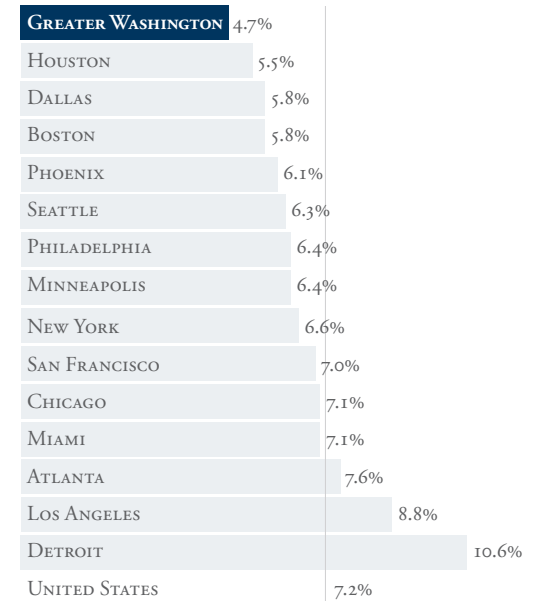 Greater Washington 4.7%
Houston 5.5%
Dallas 5.8%
Boston 5.8%
Phoenix 6.1%
Seattle 6.3%
Philadelphia 6.4%
Minneapolis 6.4%
New York 6.6%
San Francisco 7.0%
Chicago 7.1%
Miami 7.1%
Atlanta 7.6%
Los Angeles 8.8%
Detroit 10.6%
United States 7.2%